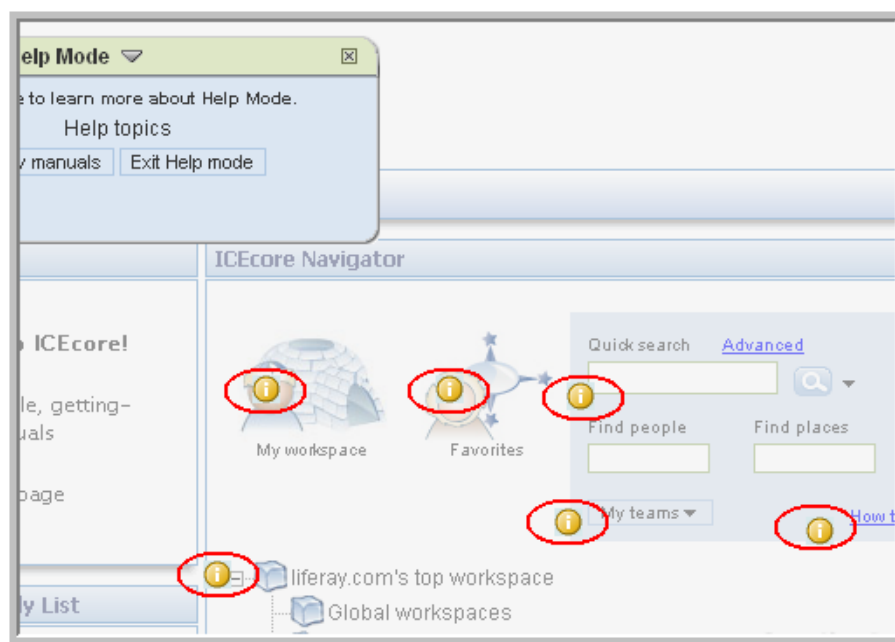 elp Mode
e to learn more about Help Mode.
Help topics
manuals
Exit Help mode
ICEcore Navigator
ICEcore!
le, getting-
uals
page
Quick search Advanced
My workspace
Favorites
Find people Find places
My teams
How t
liferay.com's top workspace
Global workspaces
ly List